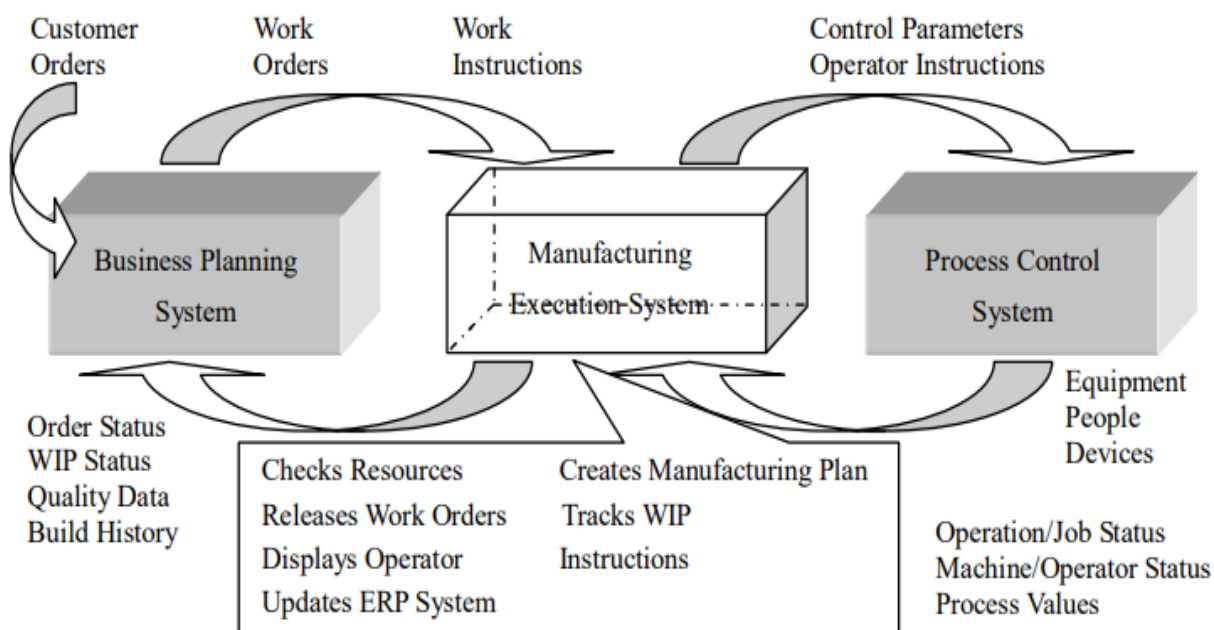 Customer
Orders
Work
Orders
Work
Instructions
Control Parameters
Operator Instructions
Business Planning
System
Manufacturing
Execution System
Process Control
System
Order Status
WIP Status
Quality Data
Build History
Checks Resources
Releases Work Orders
Displays Operator
Updates ERP System
Creates Manufacturing Plan
Tracks WIP
Instructions
Equipment
People
Devices
Operation/Job Status
Machine/Operator Status
Process Values